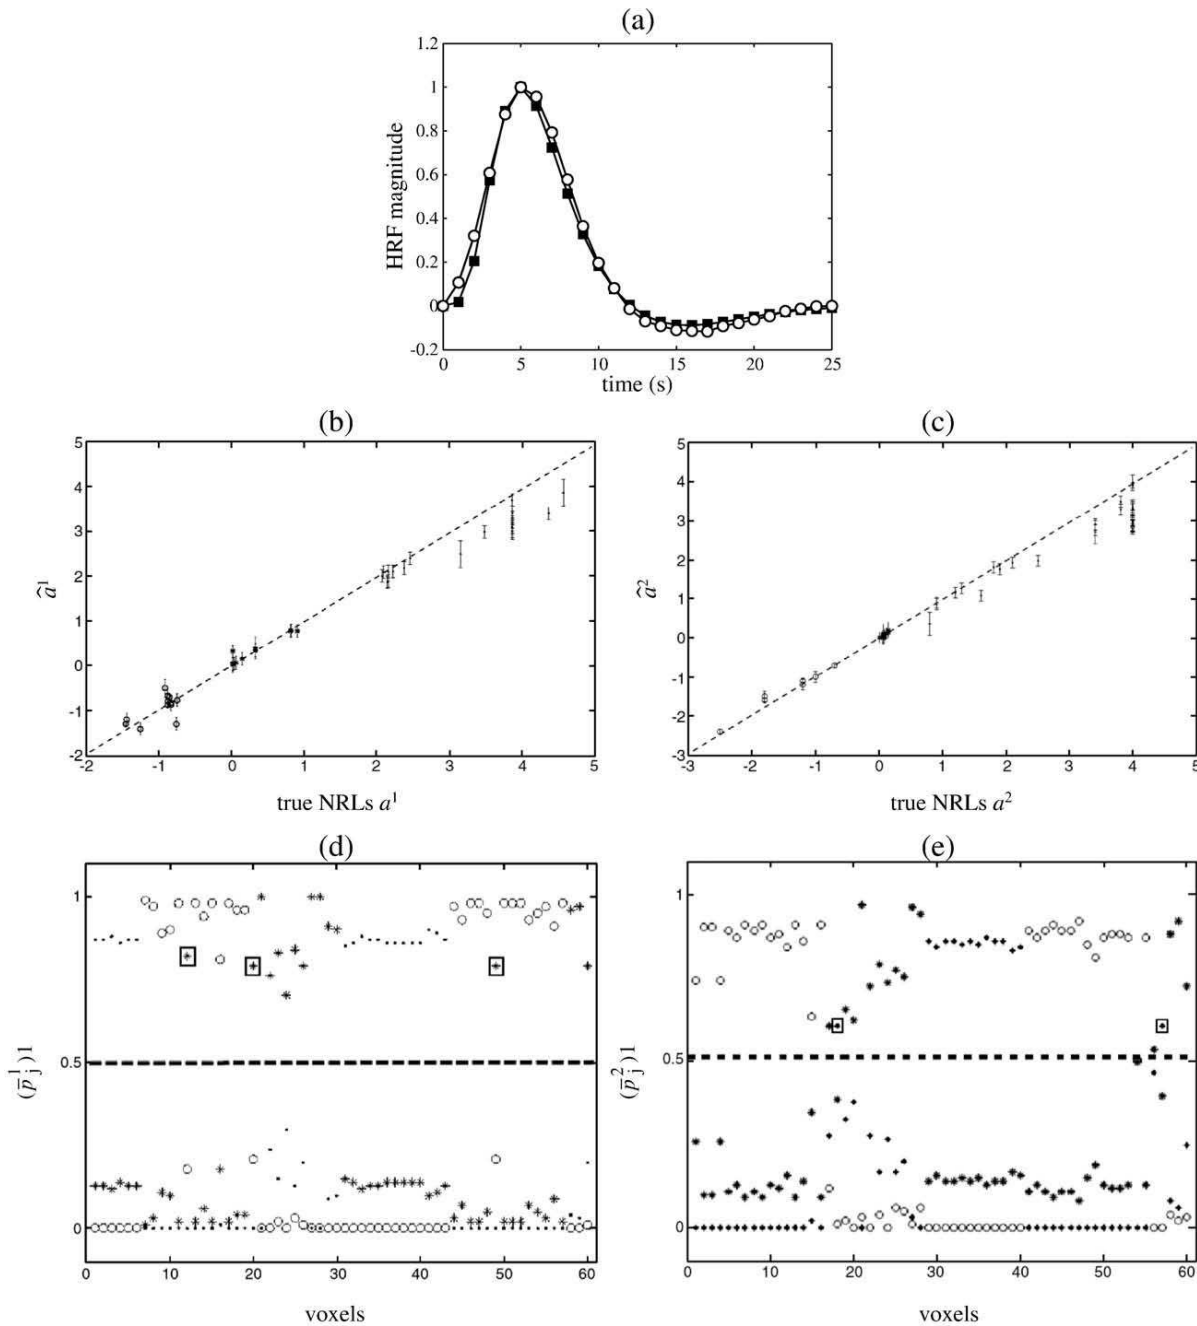 (a)
1.2
1
0.8
0.6
0.4
0.2
0
-0.2
HRF magnitude
0 5 10 15 20 25
time (s)
(b)
5
4
3
2
1
0
-1
-2
â¹
-2 -1 0 1 2 3 4 5
true NRLs a¹
(c)
5
4
3
2
1
0
-1
-2
-3
â²
-3 -2 -1 0 1 2 3 4 5
true NRLs a²
(d)
1
0.5
0
(p̄¹j)1
0 10 20 30 40 50 60
voxels
(e)
1
0.5
0
(p̄²j)1
0 10 20 30 40 50 60
voxels